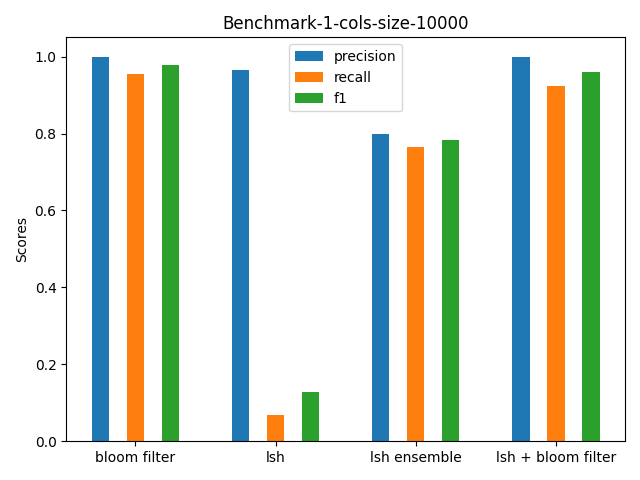 Benchmark-1-cols-size-10000
precision
recall
f1
Scores
1.0
0.8
0.6
0.4
0.2
0.0
bloom filter
lsh
lsh ensemble
lsh + bloom filter